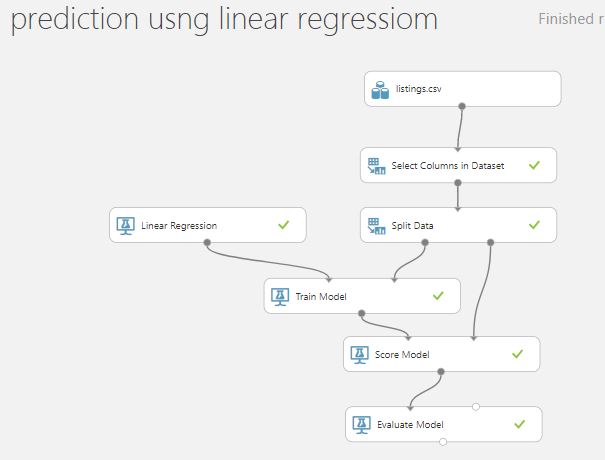 prediction usng linear regressiom
Finished r
listings.csv
Select Columns in Dataset
Linear Regression
Split Data
Train Model
Score Model
Evaluate Model